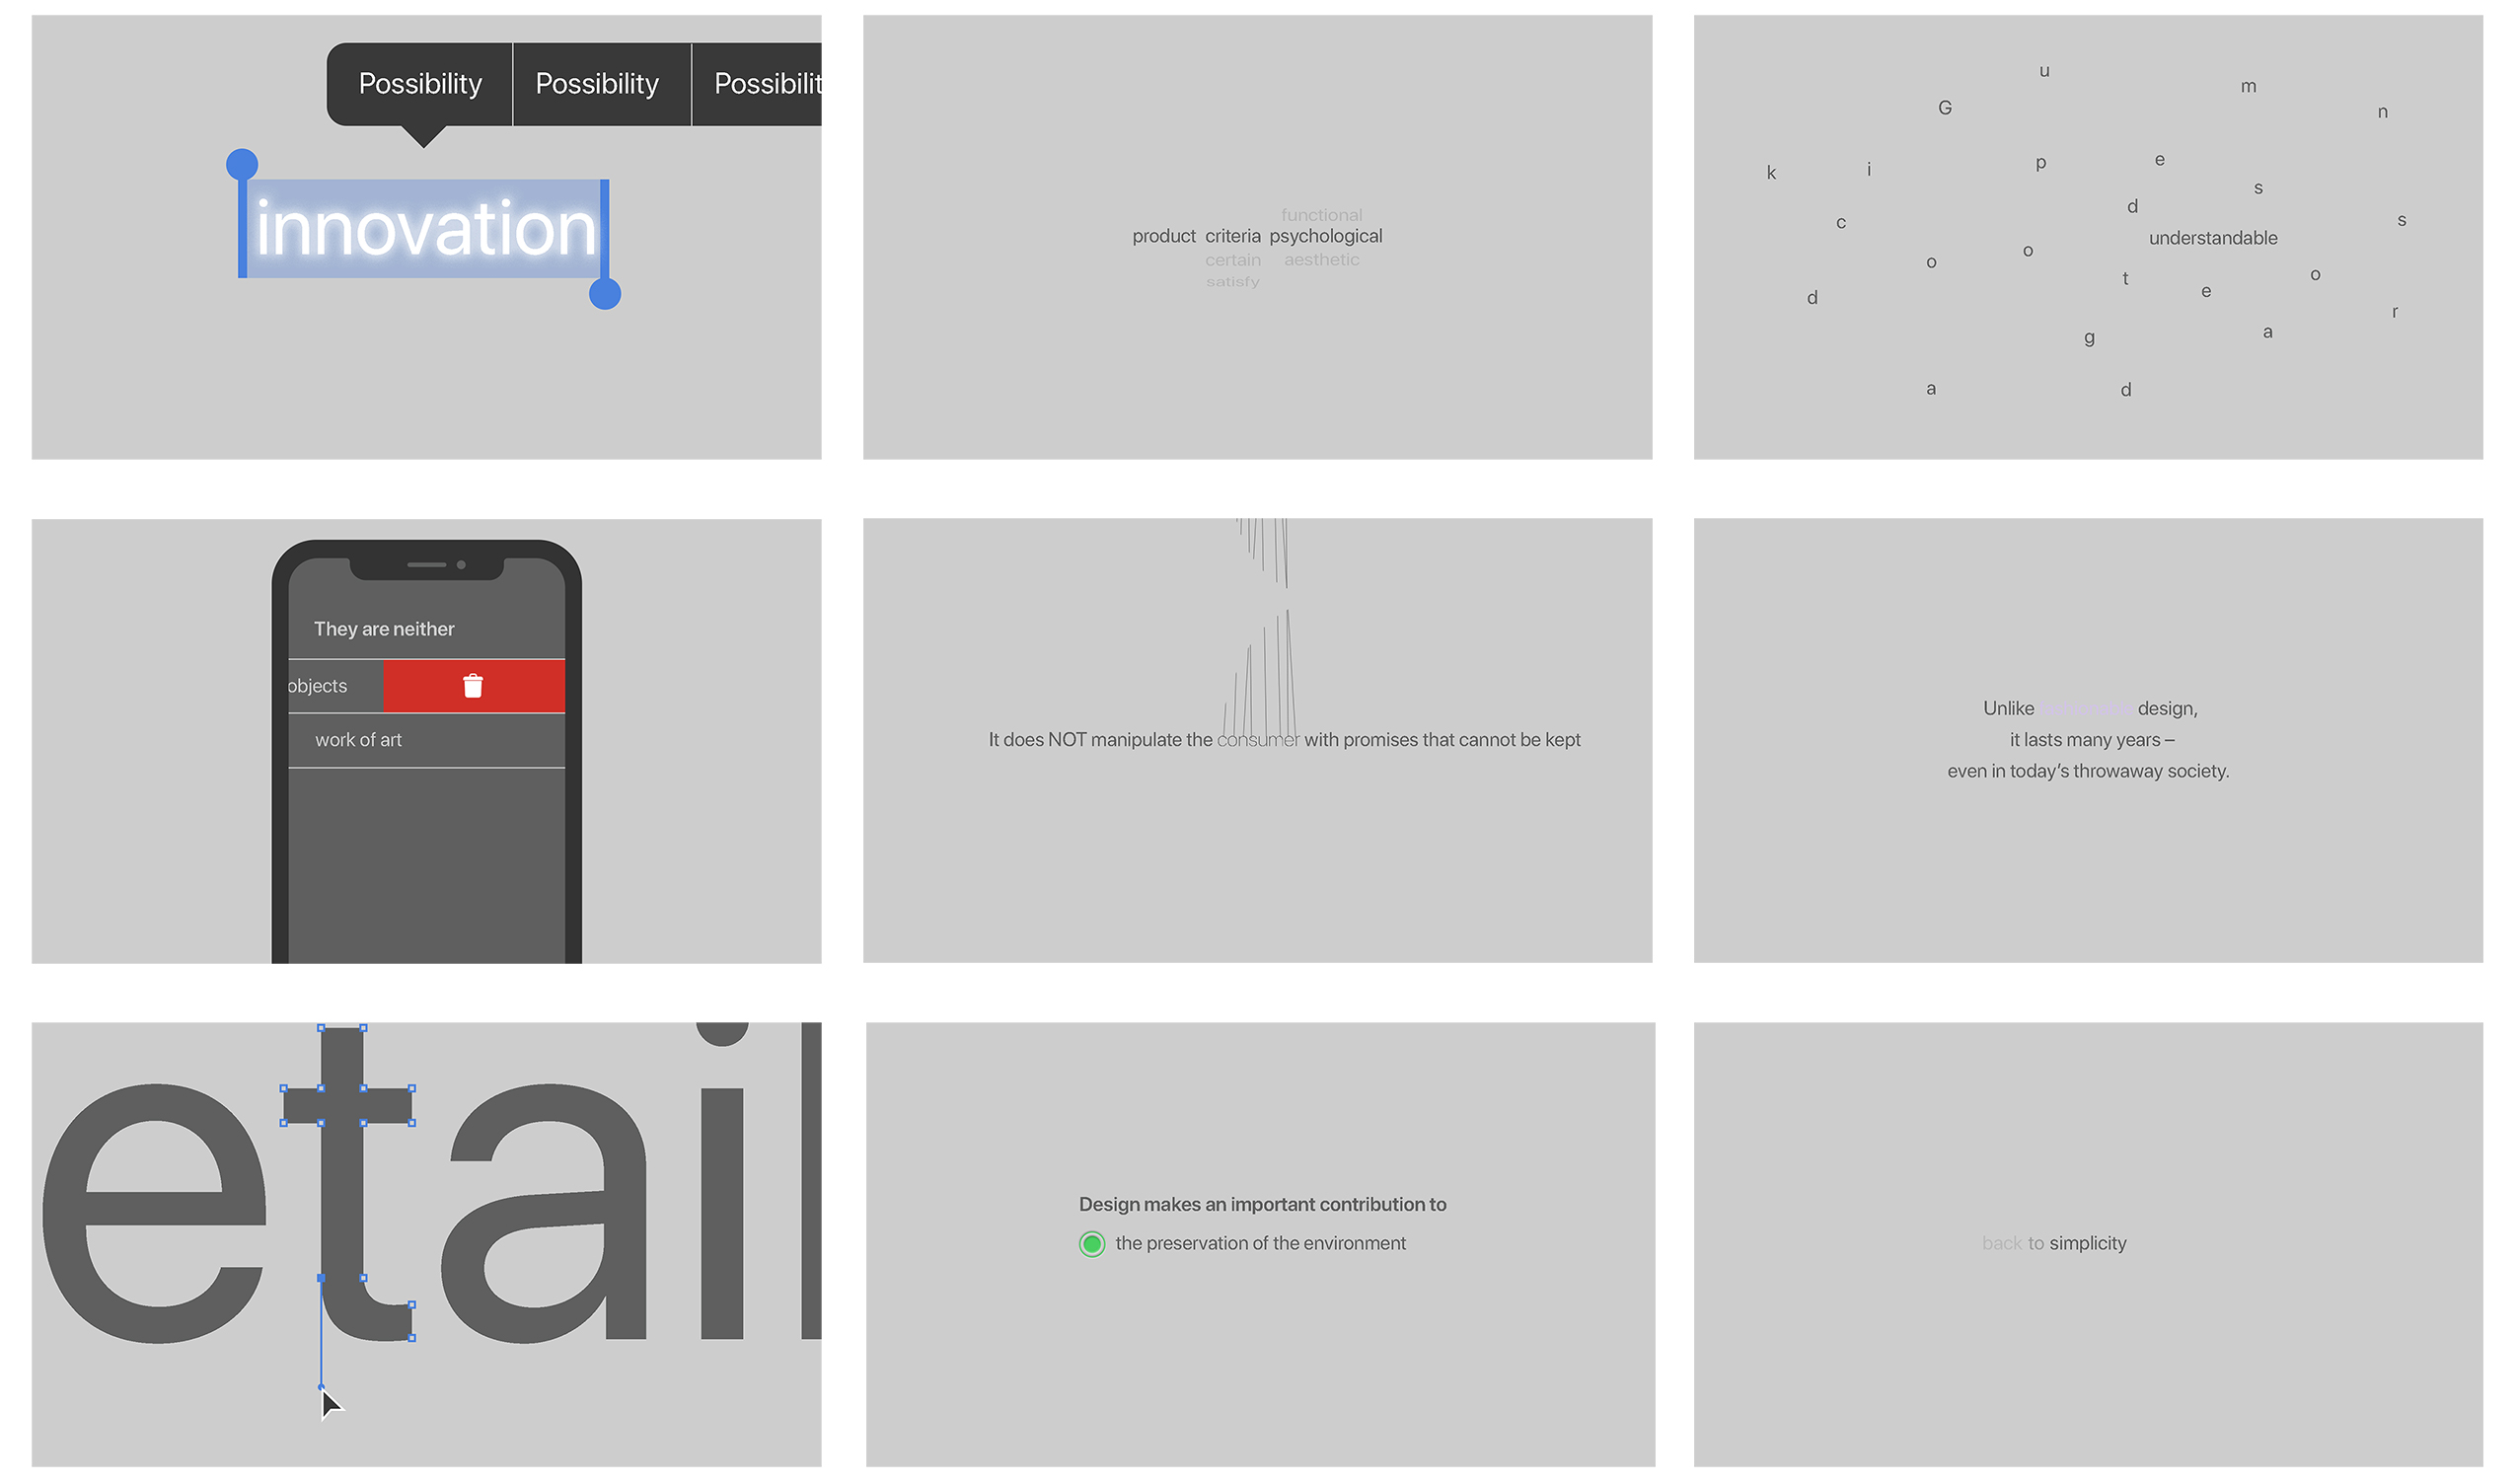 Possibility Possibility Possibilit
innovation
functional
product criteria psychological
certain aesthetic
satisfy
u
m
G
n
k i p e
s
d
c s
understandable
o o
t o
d e
r
g a
a d
They are neither
objects
work of art
It does NOT manipulate the consumer with promises that cannot be kept
Unlike design,
it lasts many years –
even in today's throwaway society.
etail
Design makes an important contribution to
the preservation of the environment
back to simplicity